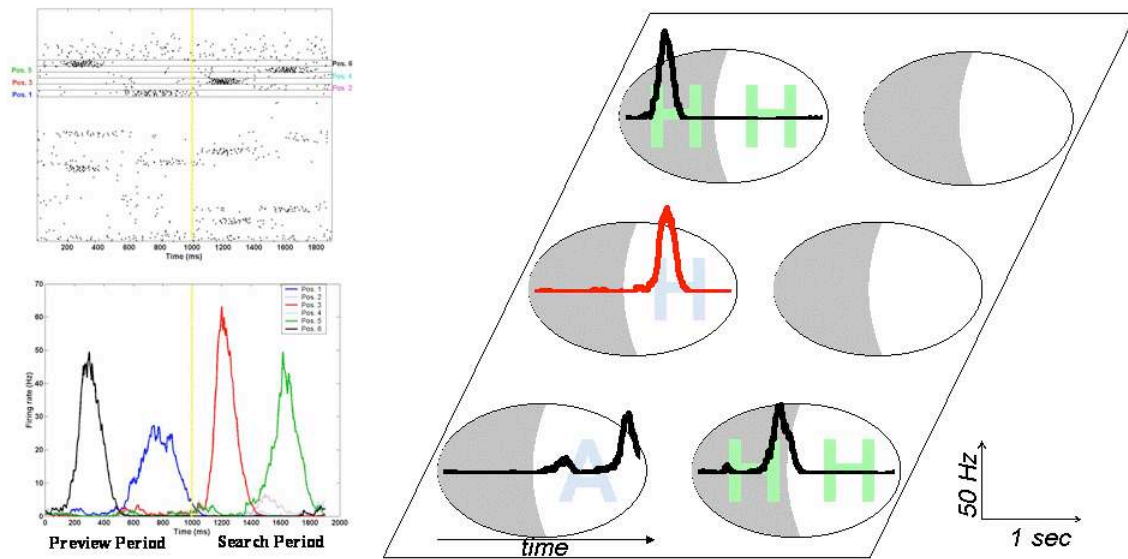 Pos. 5
Pos. 3
Pos. 1
Pos. 6
Pos. 4
Pos. 2
200 400 600 800 1000 1200 1400 1600 1800
Time (ms)
70
60
50
40
30
20
10
0
Firing rate (Hz)
Pos. 1
Pos. 2
Pos. 3
Pos. 4
Pos. 5
Pos. 6
0 200 400 600 800 1000 1200 1400 1600 1800 2000
Time (ms)
Preview Period Search Period
H H
H
A H H
time
50 Hz
1 sec